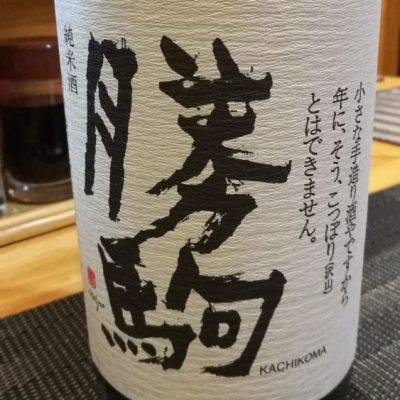 純米酒
勝駒
小さな手造り酒やですから
年に、そう、こっぽり(沢山)
とはできません。
KACHIKOMA